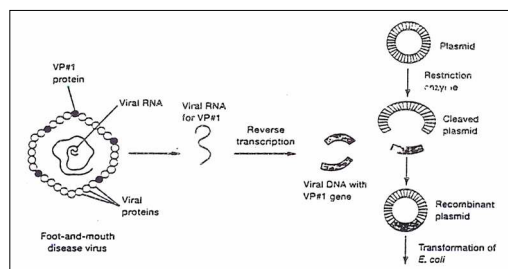 VP#1
protein
Viral RNA
Viral
proteins
Foot-and-mouth
disease virus
Viral RNA
for VP#1
Reverse
transcription
Viral DNA with
VP#1 gene
Plasmid
Restriction
enzyme
Cleaved
plasmid
Recombinant
plasmid
Transformation of
E. coli